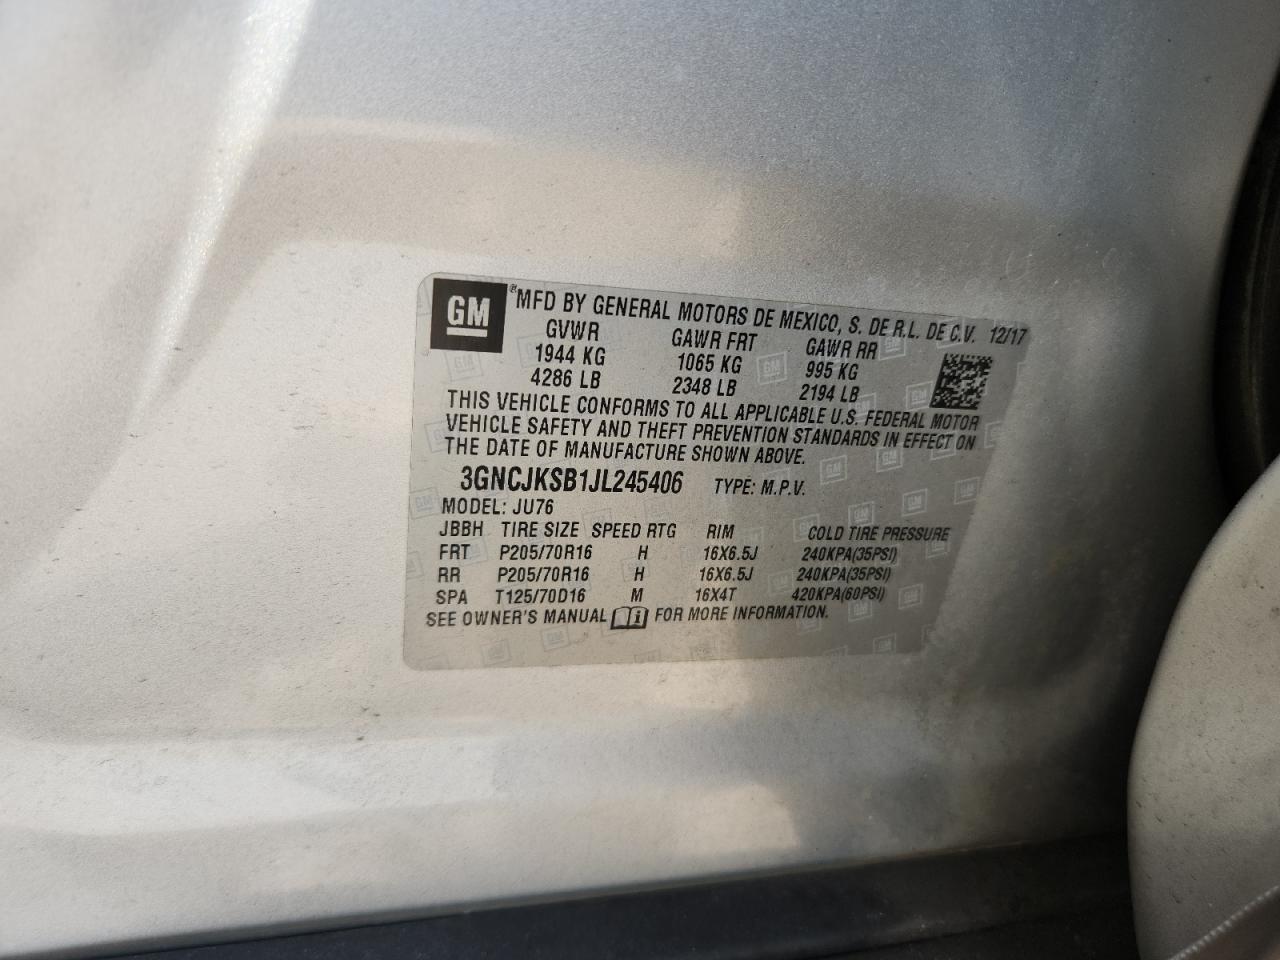 GM ® MFD BY GENERAL MOTORS DE MEXICO, S. DE R.L. DE C.V. 12/17
GVWR GAWR FRT GAWR RR
1944 KG 1065 KG 995 KG
4286 LB 2348 LB 2194 LB
THIS VEHICLE CONFORMS TO ALL APPLICABLE U.S. FEDERAL MOTOR
VEHICLE SAFETY AND THEFT PREVENTION STANDARDS IN EFFECT ON
THE DATE OF MANUFACTURE SHOWN ABOVE.
3GNCJKSB1JL245406 TYPE: M.P.V.
MODEL: JU76
JBBH TIRE SIZE SPEED RTG RIM COLD TIRE PRESSURE
FRT P205/70R16 H 16X6.5J 240KPA(35PSI)
RR P205/70R16 H 16X6.5J 240KPA(35PSI)
SPA T125/70D16 M 16X4T 420KPA(60PSI)
SEE OWNER'S MANUAL FOR MORE INFORMATION.